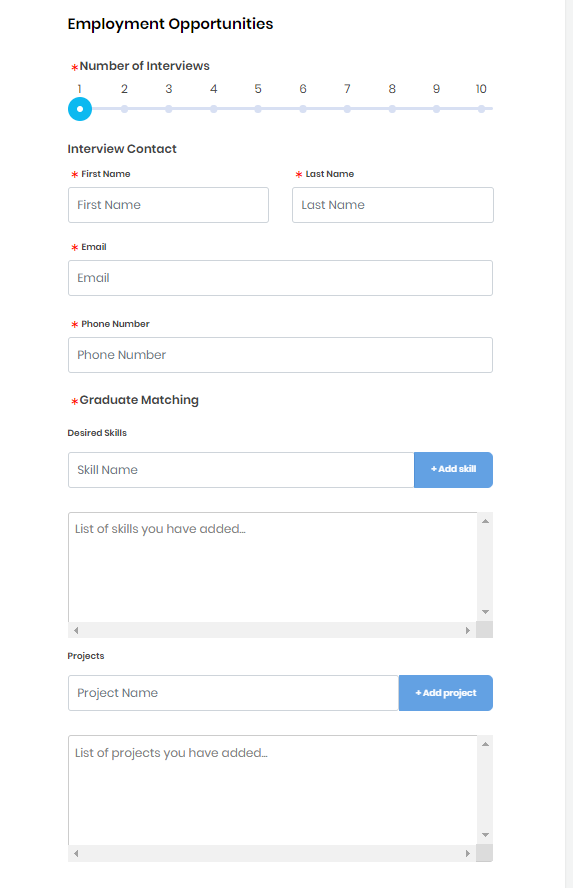 Employment Opportunities
*Number of Interviews
1 2 3 4 5 6 7 8 9 10
Interview Contact
* First Name * Last Name
First Name Last Name
* Email
Email
* Phone Number
Phone Number
*Graduate Matching
Desired Skills
Skill Name + Add skill
List of skills you have added...
Projects
Project Name + Add project
List of projects you have added...